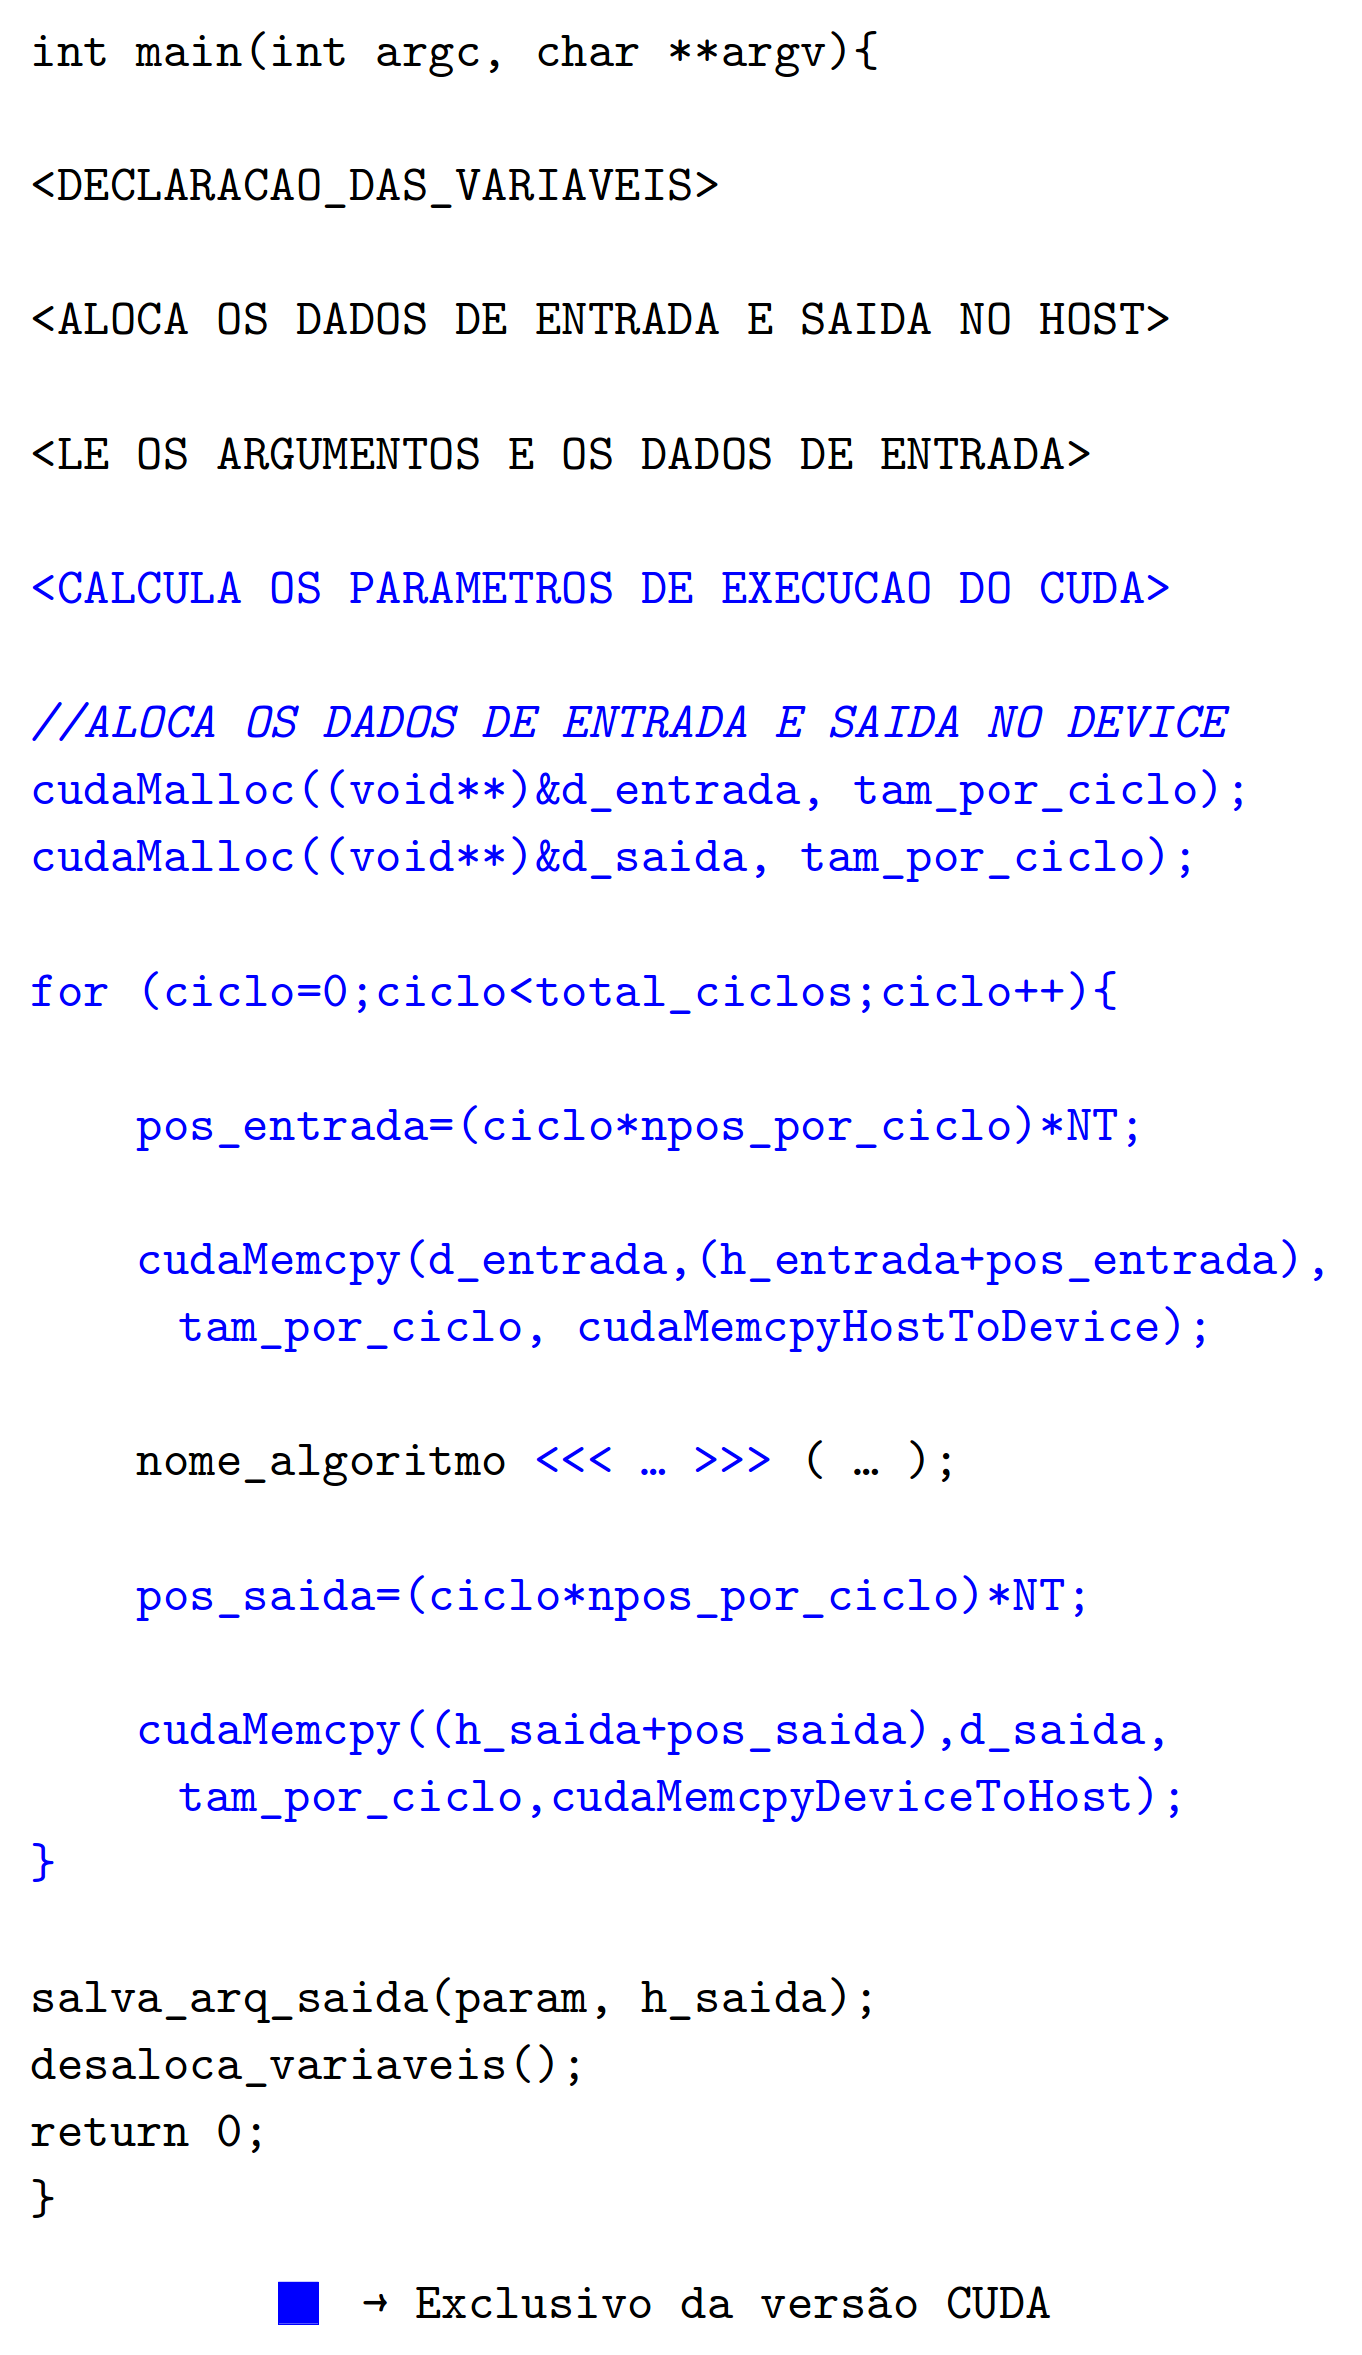 int main(int argc, char **argv){
<DECLARACAO_DAS_VARIAVEIS>
<ALOCA OS DADOS DE ENTRADA E SAIDA NO HOST>
<LE OS ARGUMENTOS E OS DADOS DE ENTRADA>
<CALCULA OS PARAMETROS DE EXECUCAO DO CUDA>
//ALOCA OS DADOS DE ENTRADA E SAIDA NO DEVICE
cudaMalloc((void**)&d_entrada, tam_por_ciclo);
cudaMalloc((void**)&d_saida, tam_por_ciclo);
for (ciclo=0;ciclo<total_ciclos;ciclo++){
pos_entrada=(ciclo*npos_por_ciclo)*NT;
cudaMemcpy(d_entrada,(h_entrada+pos_entrada),
tam_por_ciclo, cudaMemcpyHostToDevice);
nome_algoritmo <<< … >>> ( … );
pos_saida=(ciclo*npos_por_ciclo)*NT;
cudaMemcpy((h_saida+pos_saida),d_saida,
tam_por_ciclo,cudaMemcpyDeviceToHost);
}
salva_arq_saida(param, h_saida);
desaloca_variaveis();
return 0;
}
→ Exclusivo da versão CUDA